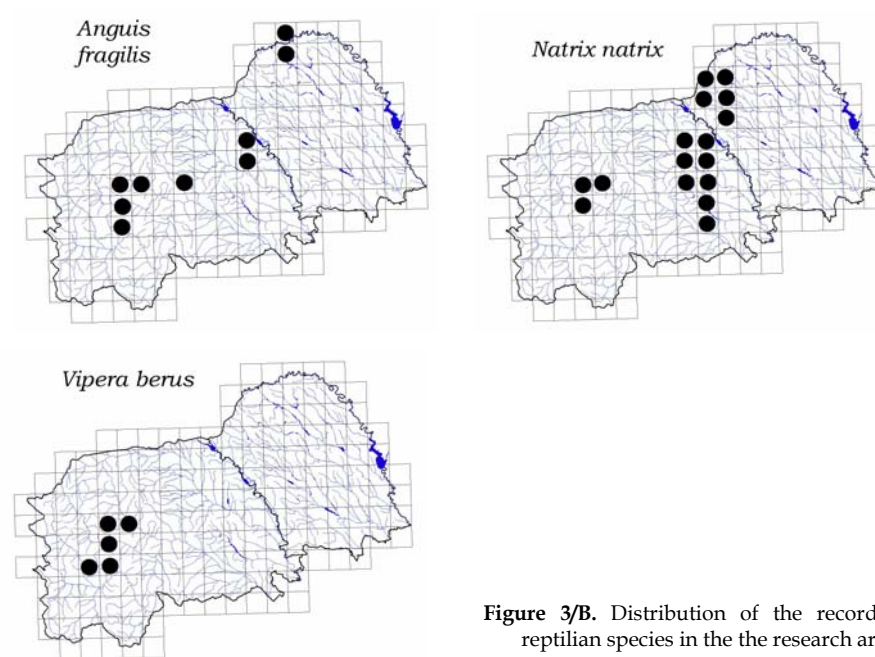 Anguis
fragilis
Natrix natrix
Vipera berus
Figure 3/B. Distribution of the record
reptilian species in the the research ar